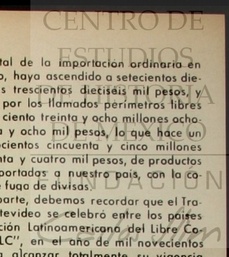 CENTRO DE
ESTUDIOS
tal de la importación ordinaria en
o, haya ascendido a setecientos die-
s trescientos dieciséis mil pesos, y
por los llamados perímetros libres
ciento treinta y ocho millones ocho-
a y ocho mil pesos, lo que hace un
cientos cincuenta y cinco millones
nta y cuatro mil pesos, de productos
portadas a nuestro país, con la co-
e fuga de divisas.
FUNDACIÓN
parte, debemos recordar que el Tra-
tevideo se celebró entre los países
ción Latinoamericana del Libre Co-
LC", en el año de mil novecientos
a alcanzar totalmente su vigencia